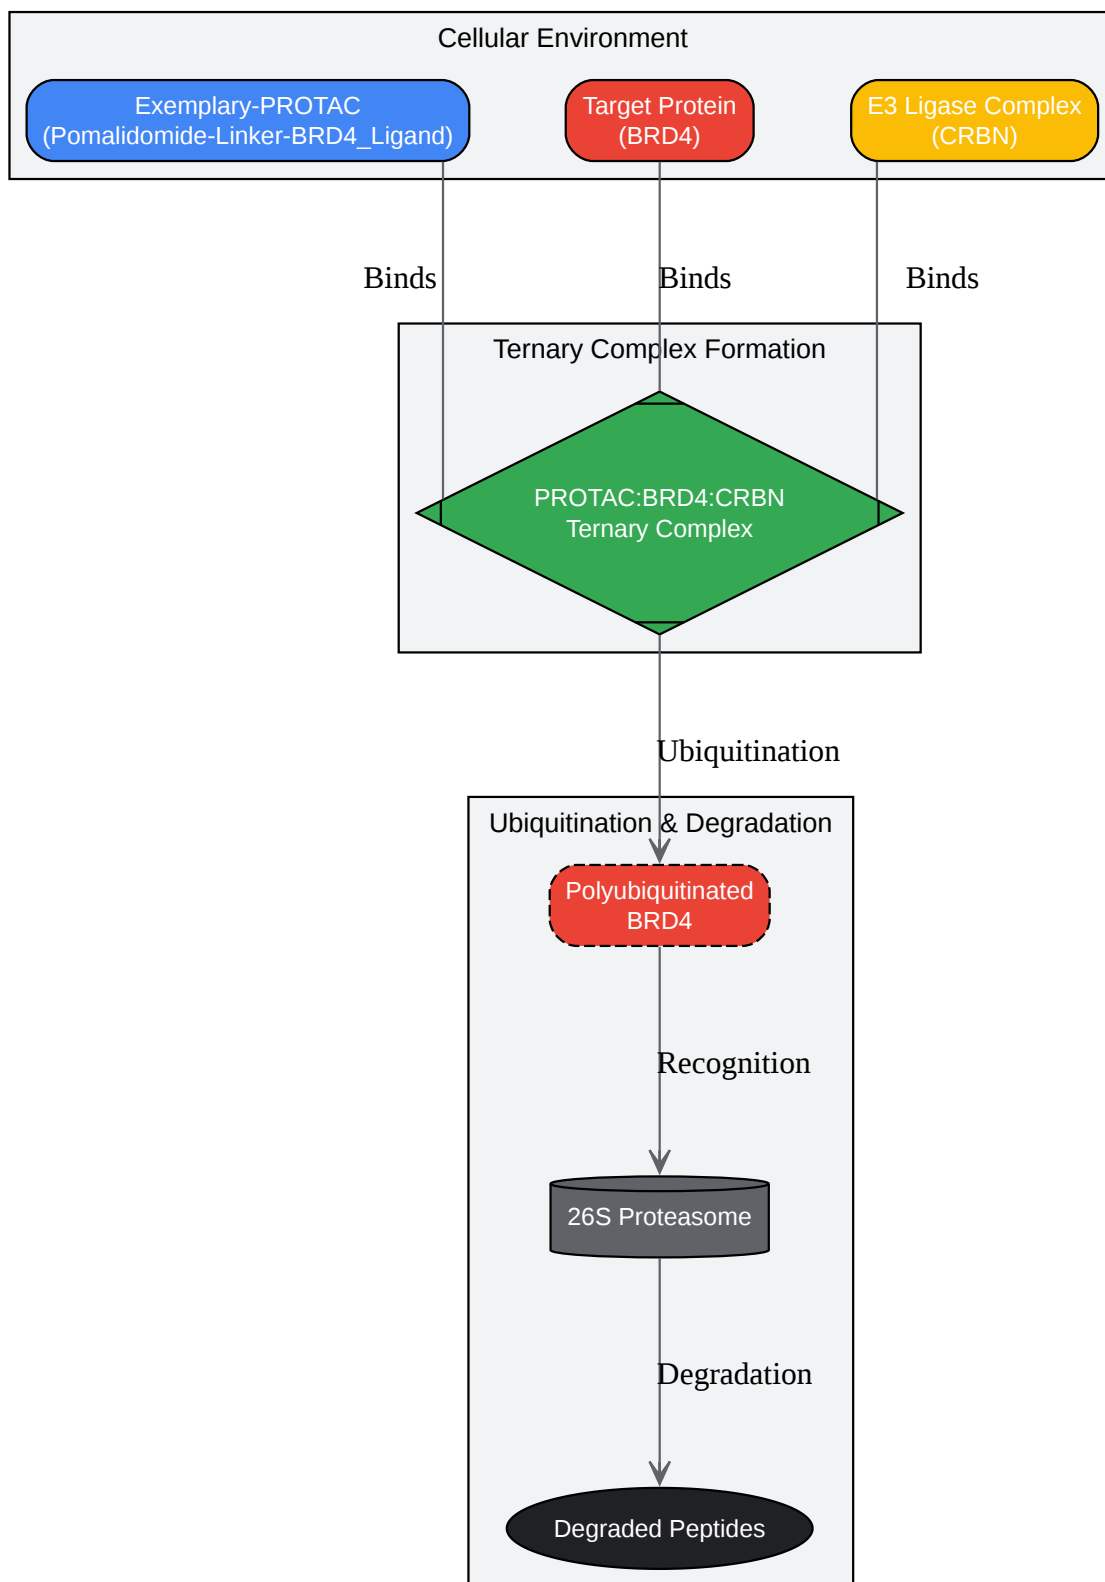 Cellular Environment
Exemplary-PROTAC
(Pomalidomide-Linker-BRD4_Ligand)
Target Protein
(BRD4)
E3 Ligase Complex
(CRBN)
Binds
Binds
Binds
Ternary Complex Formation
PROTAC:BRD4:CRBN
Ternary Complex
Ubiquitination
Ubiquitination & Degradation
Polyubiquitinated
BRD4
Recognition
26S Proteasome
Degradation
Degraded Peptides